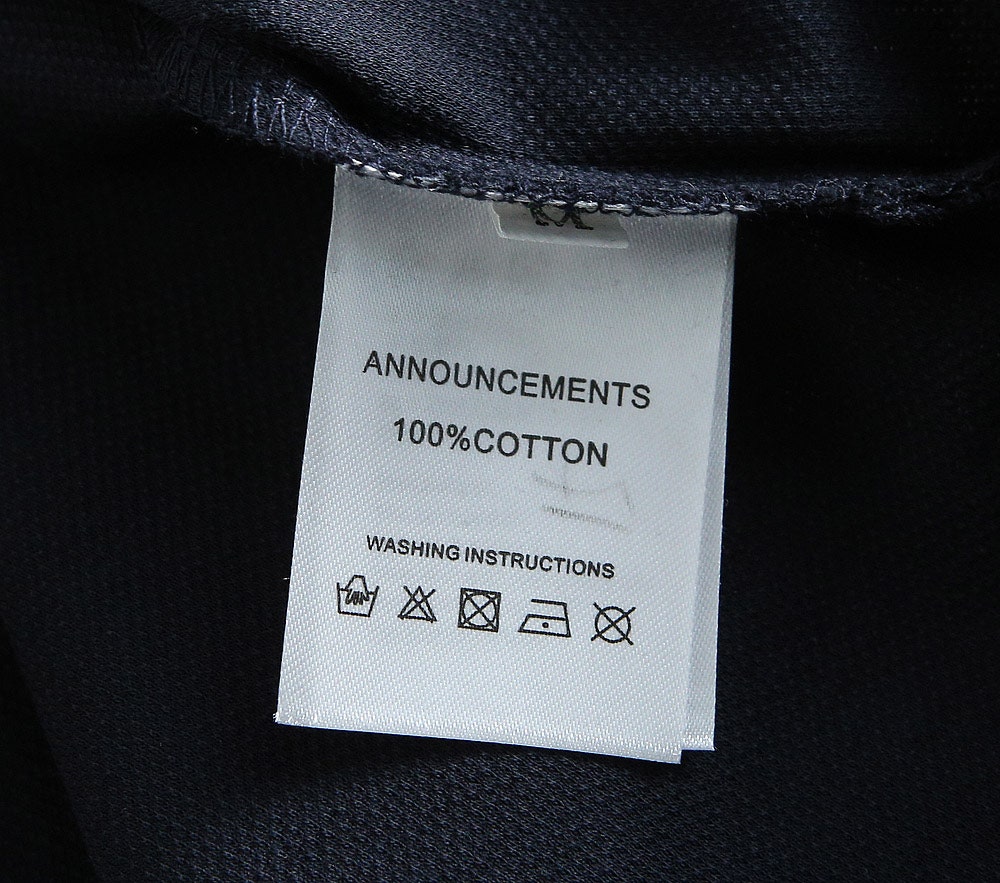 ANNOUNCEMENTS
100%COTTON
WASHING INSTRUCTIONS